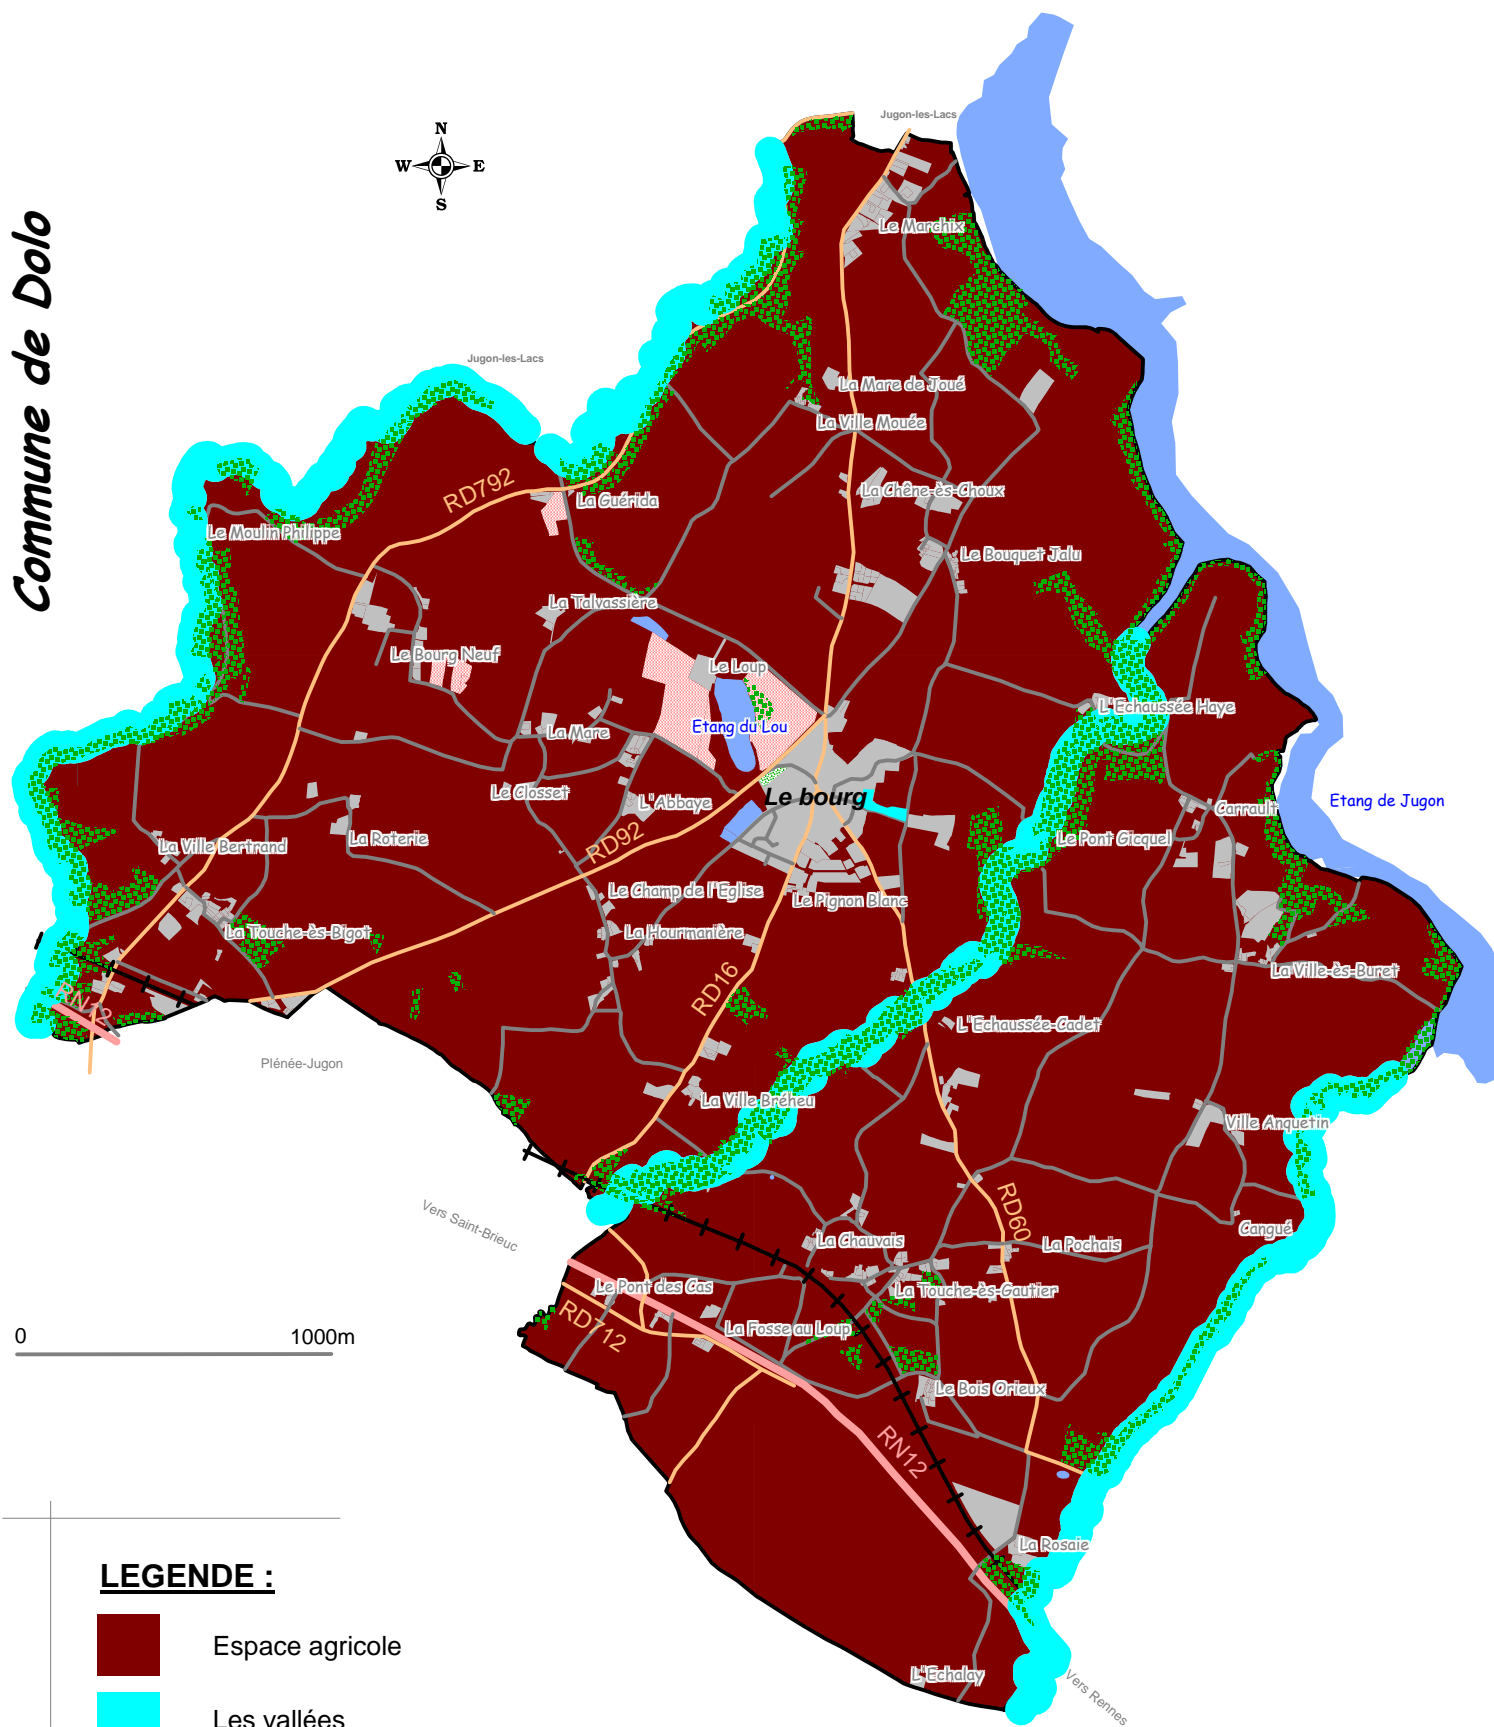 Commune de Dolo
N
W E
S
Jugon-les-Lacs
Le Marchix
Jugon-les-Lacs
La Mare de Joué
La Ville Mouée
RD792
La Guérida
La Chêne-ès-Choux
Le Moulin Philippe
Le Bouquet Jalu
La Talvassière
Le Bourg Neuf
Le Loup
L'Echaussée Haye
Etang du Lou
La Mare
Le Closset
L'Abbaye
Le bourg
Etang de Jugon
Carrault
RD92
La Ville Bertrand
La Roterie
Le Pont Gicquel
Le Champ de l'Eglise
Le Pignon Blanc
La Touche-ès-Bigot
La Hourmanière
La Ville-ès-Buret
RD16
RN12
L'Echaussée-Cadet
Plénée-Jugon
La Ville Bréheu
Ville Anquetin
Vers Saint-Brieuc
RD60
Cangué
La Chauvais
La Pochais
Le Pont des Cas
La Touche-ès-Gautier
RD712
La Fosse au Loup
0 1000m
Le Bois Orieux
RN12
La Rosaie
LEGENDE :
Espace agricole
L'Echalay
Vers Rennes
Les vallées